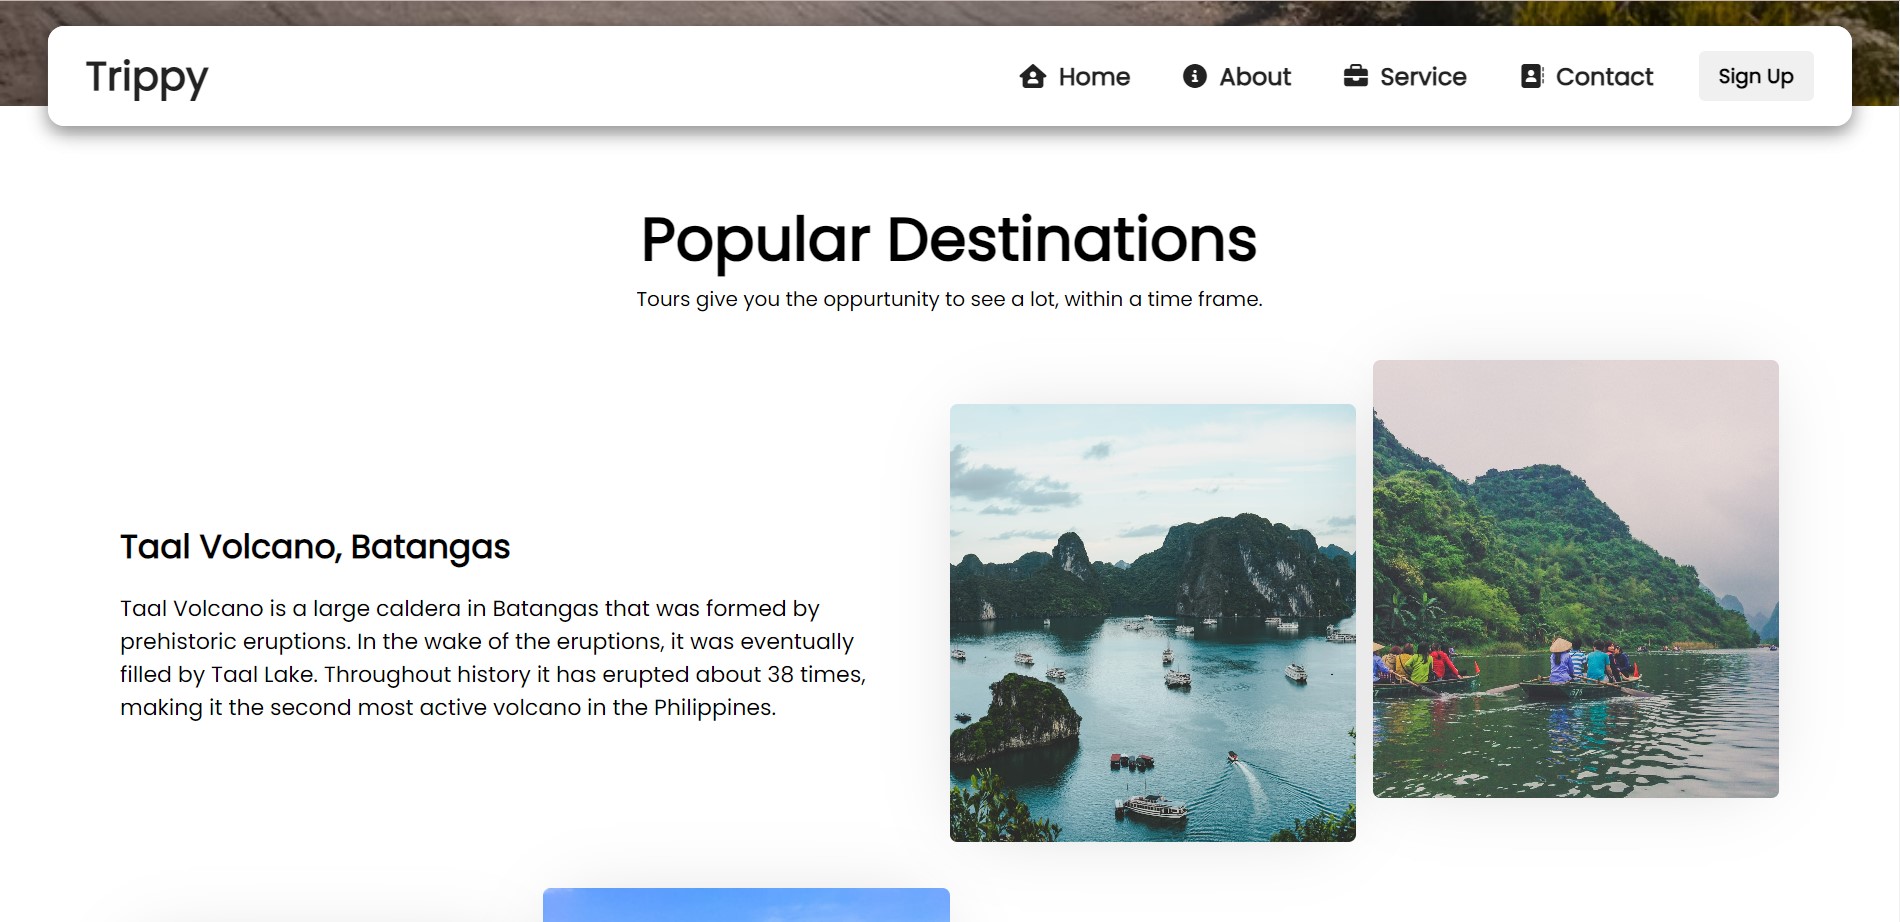 Trippy
Home
About
Service
Contact
Sign Up
Popular Destinations
Tours give you the oppurtunity to see a lot, within a time frame.
Taal Volcano, Batangas
Taal Volcano is a large caldera in Batangas that was formed by
prehistoric eruptions. In the wake of the eruptions, it was eventually
filled by Taal Lake. Throughout history it has erupted about 38 times,
making it the second most active volcano in the Philippines.